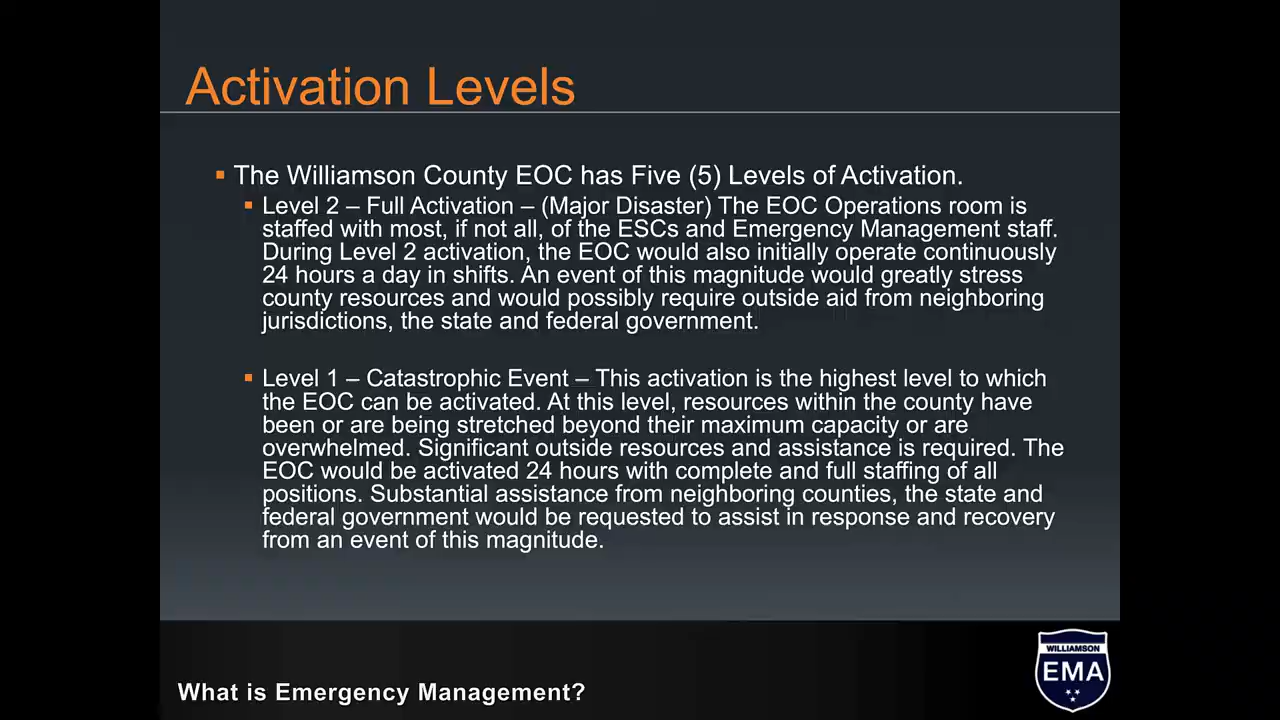 Activation Levels
The Williamson County EOC has Five (5) Levels of Activation.
Level 2 – Full Activation – (Major Disaster) The EOC Operations room is
staffed with most, if not all, of the ESCs and Emergency Management staff.
During Level 2 activation, the EOC would also initially operate continuously
24 hours a day in shifts. An event of this magnitude would greatly stress
county resources and would possibly require outside aid from neighboring
jurisdictions, the state and federal government.
Level 1 – Catastrophic Event – This activation is the highest level to which
the EOC can be activated. At this level, resources within the county have
been or are being stretched beyond their maximum capacity or are
overwhelmed. Significant outside resources and assistance is required. The
EOC would be activated 24 hours with complete and full staffing of all
positions. Substantial assistance from neighboring counties, the state and
federal government would be requested to assist in response and recovery
from an event of this magnitude.
What is Emergency Management?
WILLIAMSON
EMA